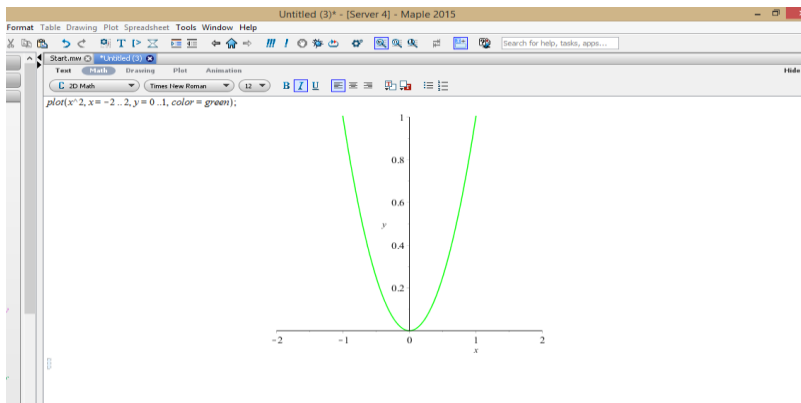 Untitled (3)* - [Server 4] - Maple 2015
Format Table Drawing Plot Spreadsheet Tools Window Help
Search for help, tasks, apps...
Start.mw *Untitled (3)
Text Math Drawing Plot Animation Hide
C 2D Math Times New Roman 12 B I U
plot(x^2, x = −2 .. 2, y = 0 ..1, color = green);
1
0.8
0.6
y
0.4
0.2
−2 −1 0 1 2
x